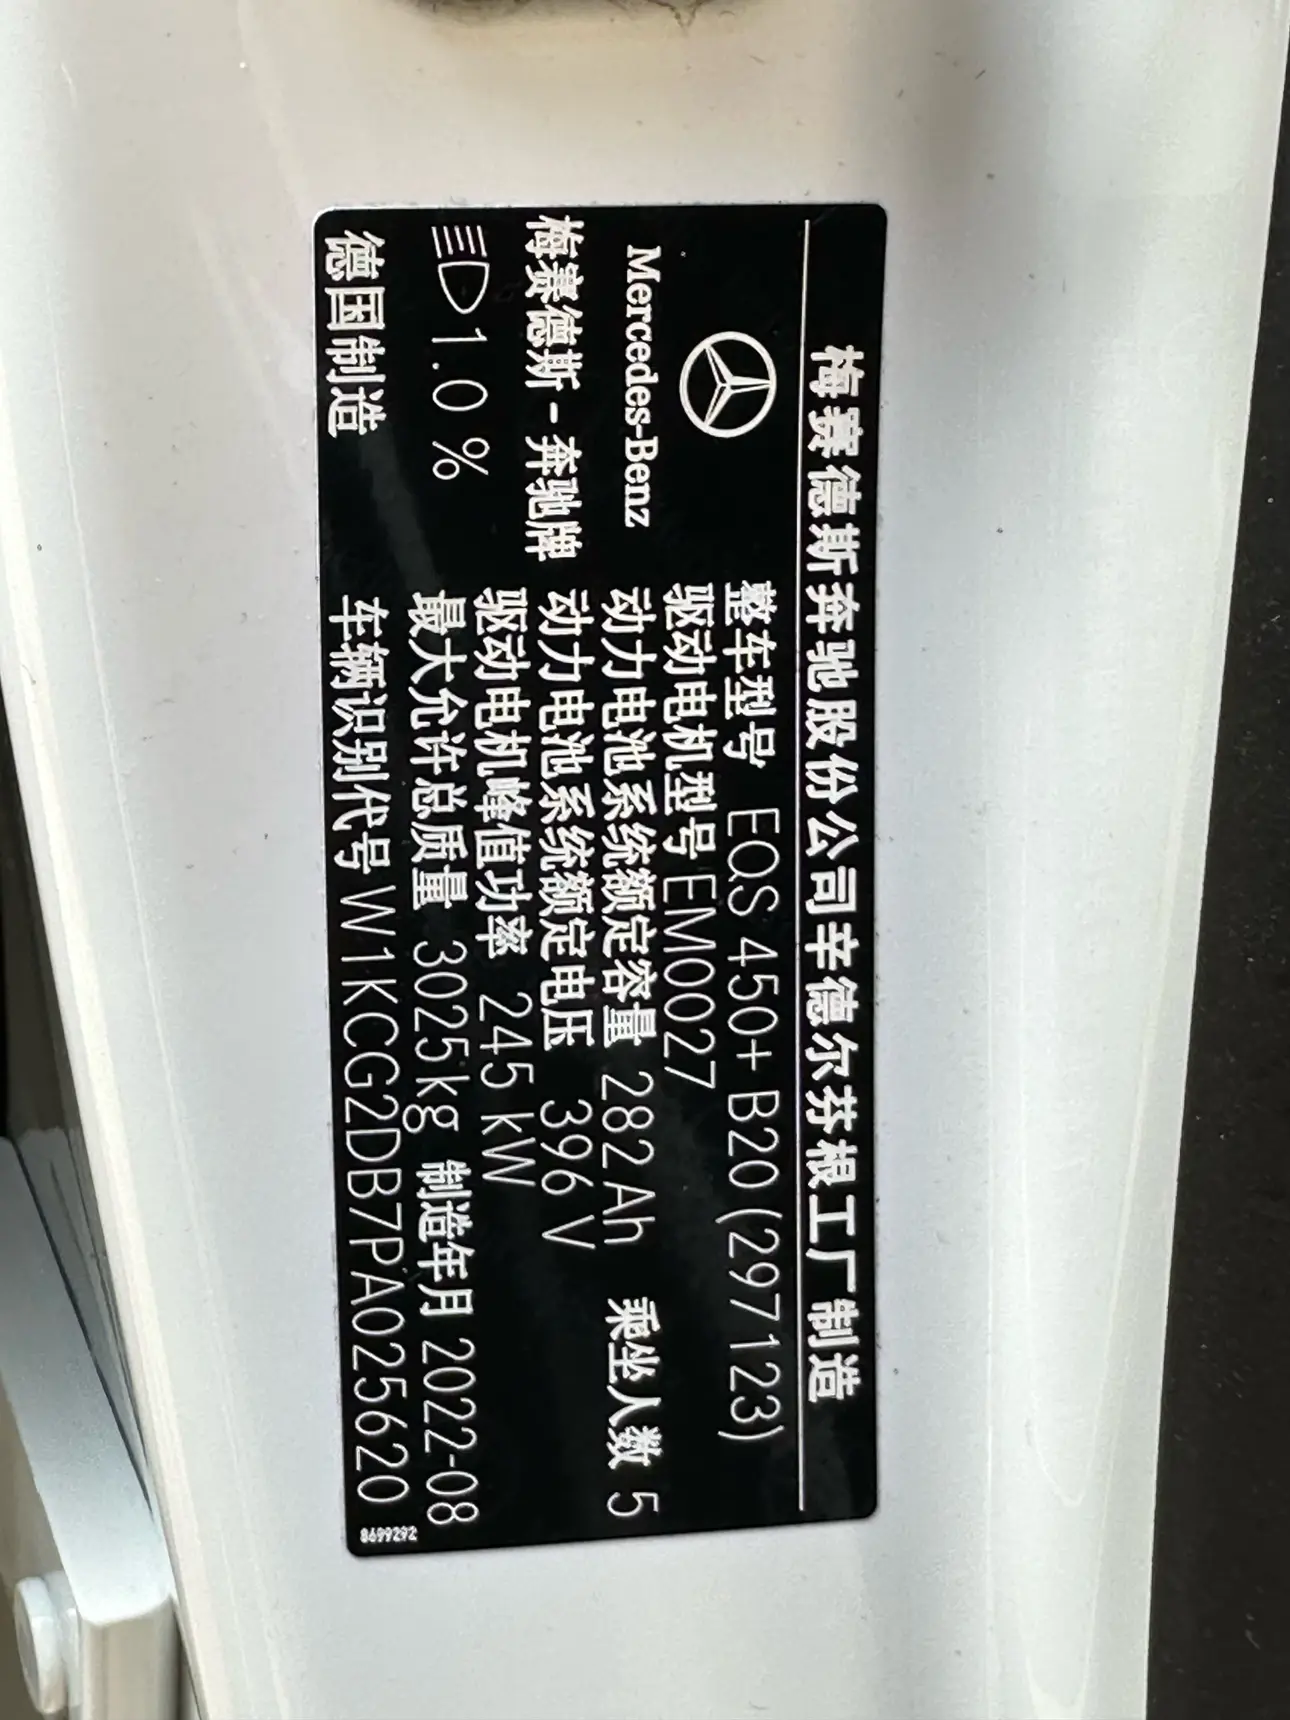 梅赛德斯奔驰股份公司辛德尔芬根工厂制造
Mercedes-Benz
梅赛德斯-奔驰牌
1.0 %
德国制造
整车型号 EQS 450+ B20 (297123)
驱动电机型号 EM0027
动力电池系统额定容量 282 Ah 乘坐人数 5
动力电池系统额定电压 396 V
驱动电机峰值功率 245 kW
最大允许总质量 3025kg 制造年月 2022-08
车辆识别代号 W1KCG2DB7PA025620
8699292